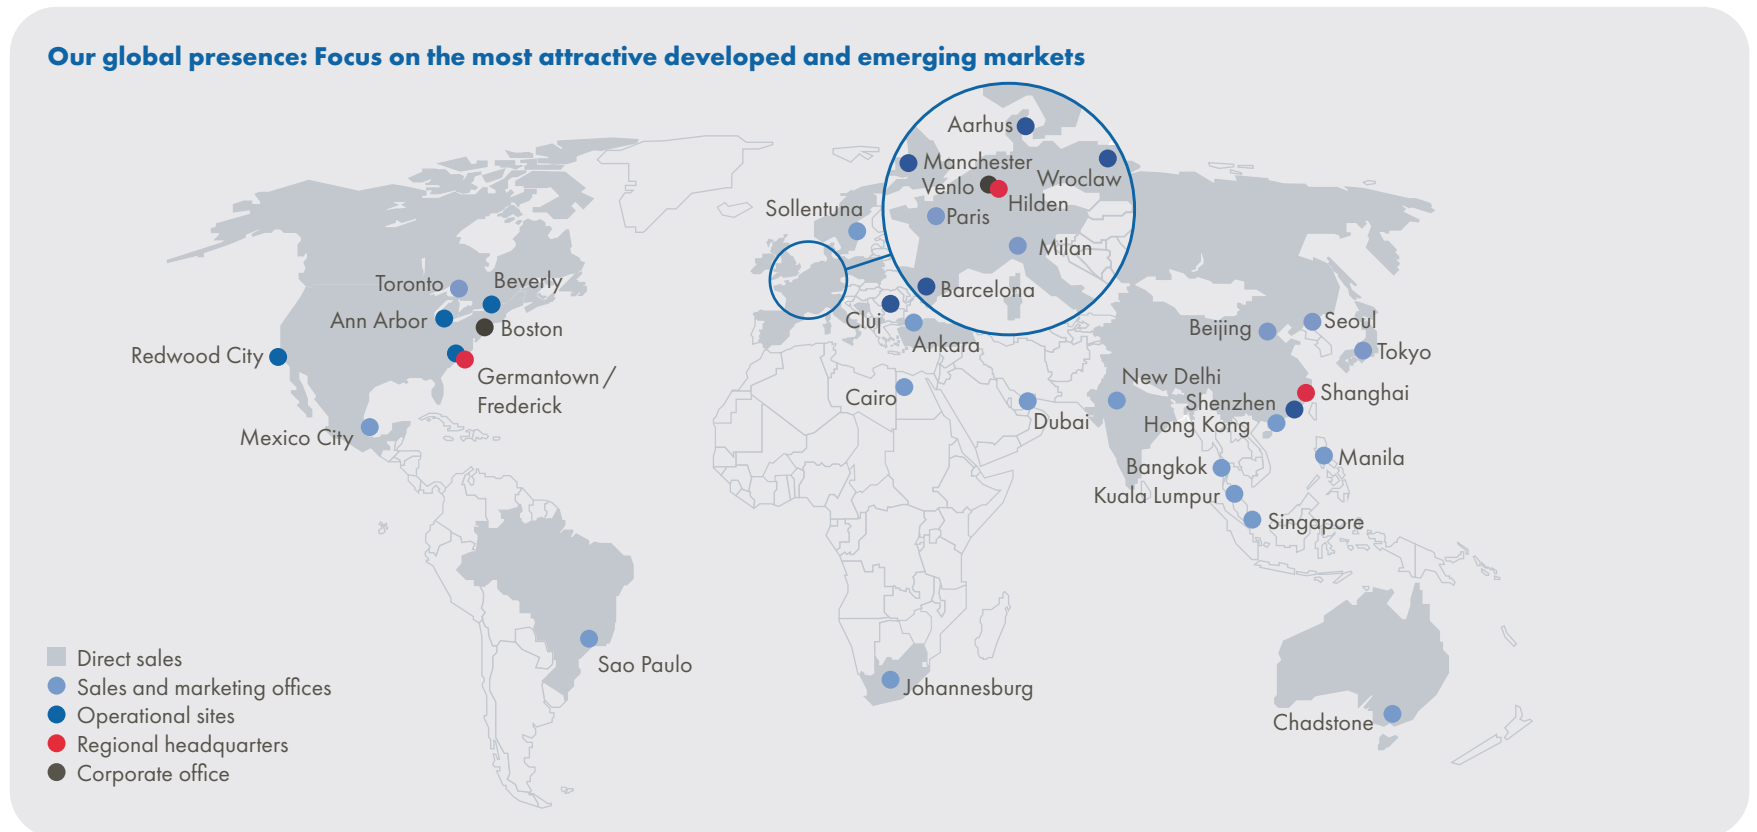 Our global presence: Focus on the most attractive developed and emerging markets
Aarhus
Manchester
Venlo
Wroclaw
Hilden
Paris
Milan
Barcelona
Sollentuna
Toronto
Beverly
Ann Arbor
Boston
Redwood City
Germantown /
Frederick
Mexico City
Cluj
Ankara
Cairo
Dubai
New Delhi
Beijing
Seoul
Tokyo
Shanghai
Shenzhen
Hong Kong
Bangkok
Manila
Kuala Lumpur
Singapore
Sao Paulo
Johannesburg
Chadstone
Direct sales
Sales and marketing offices
Operational sites
Regional headquarters
Corporate office